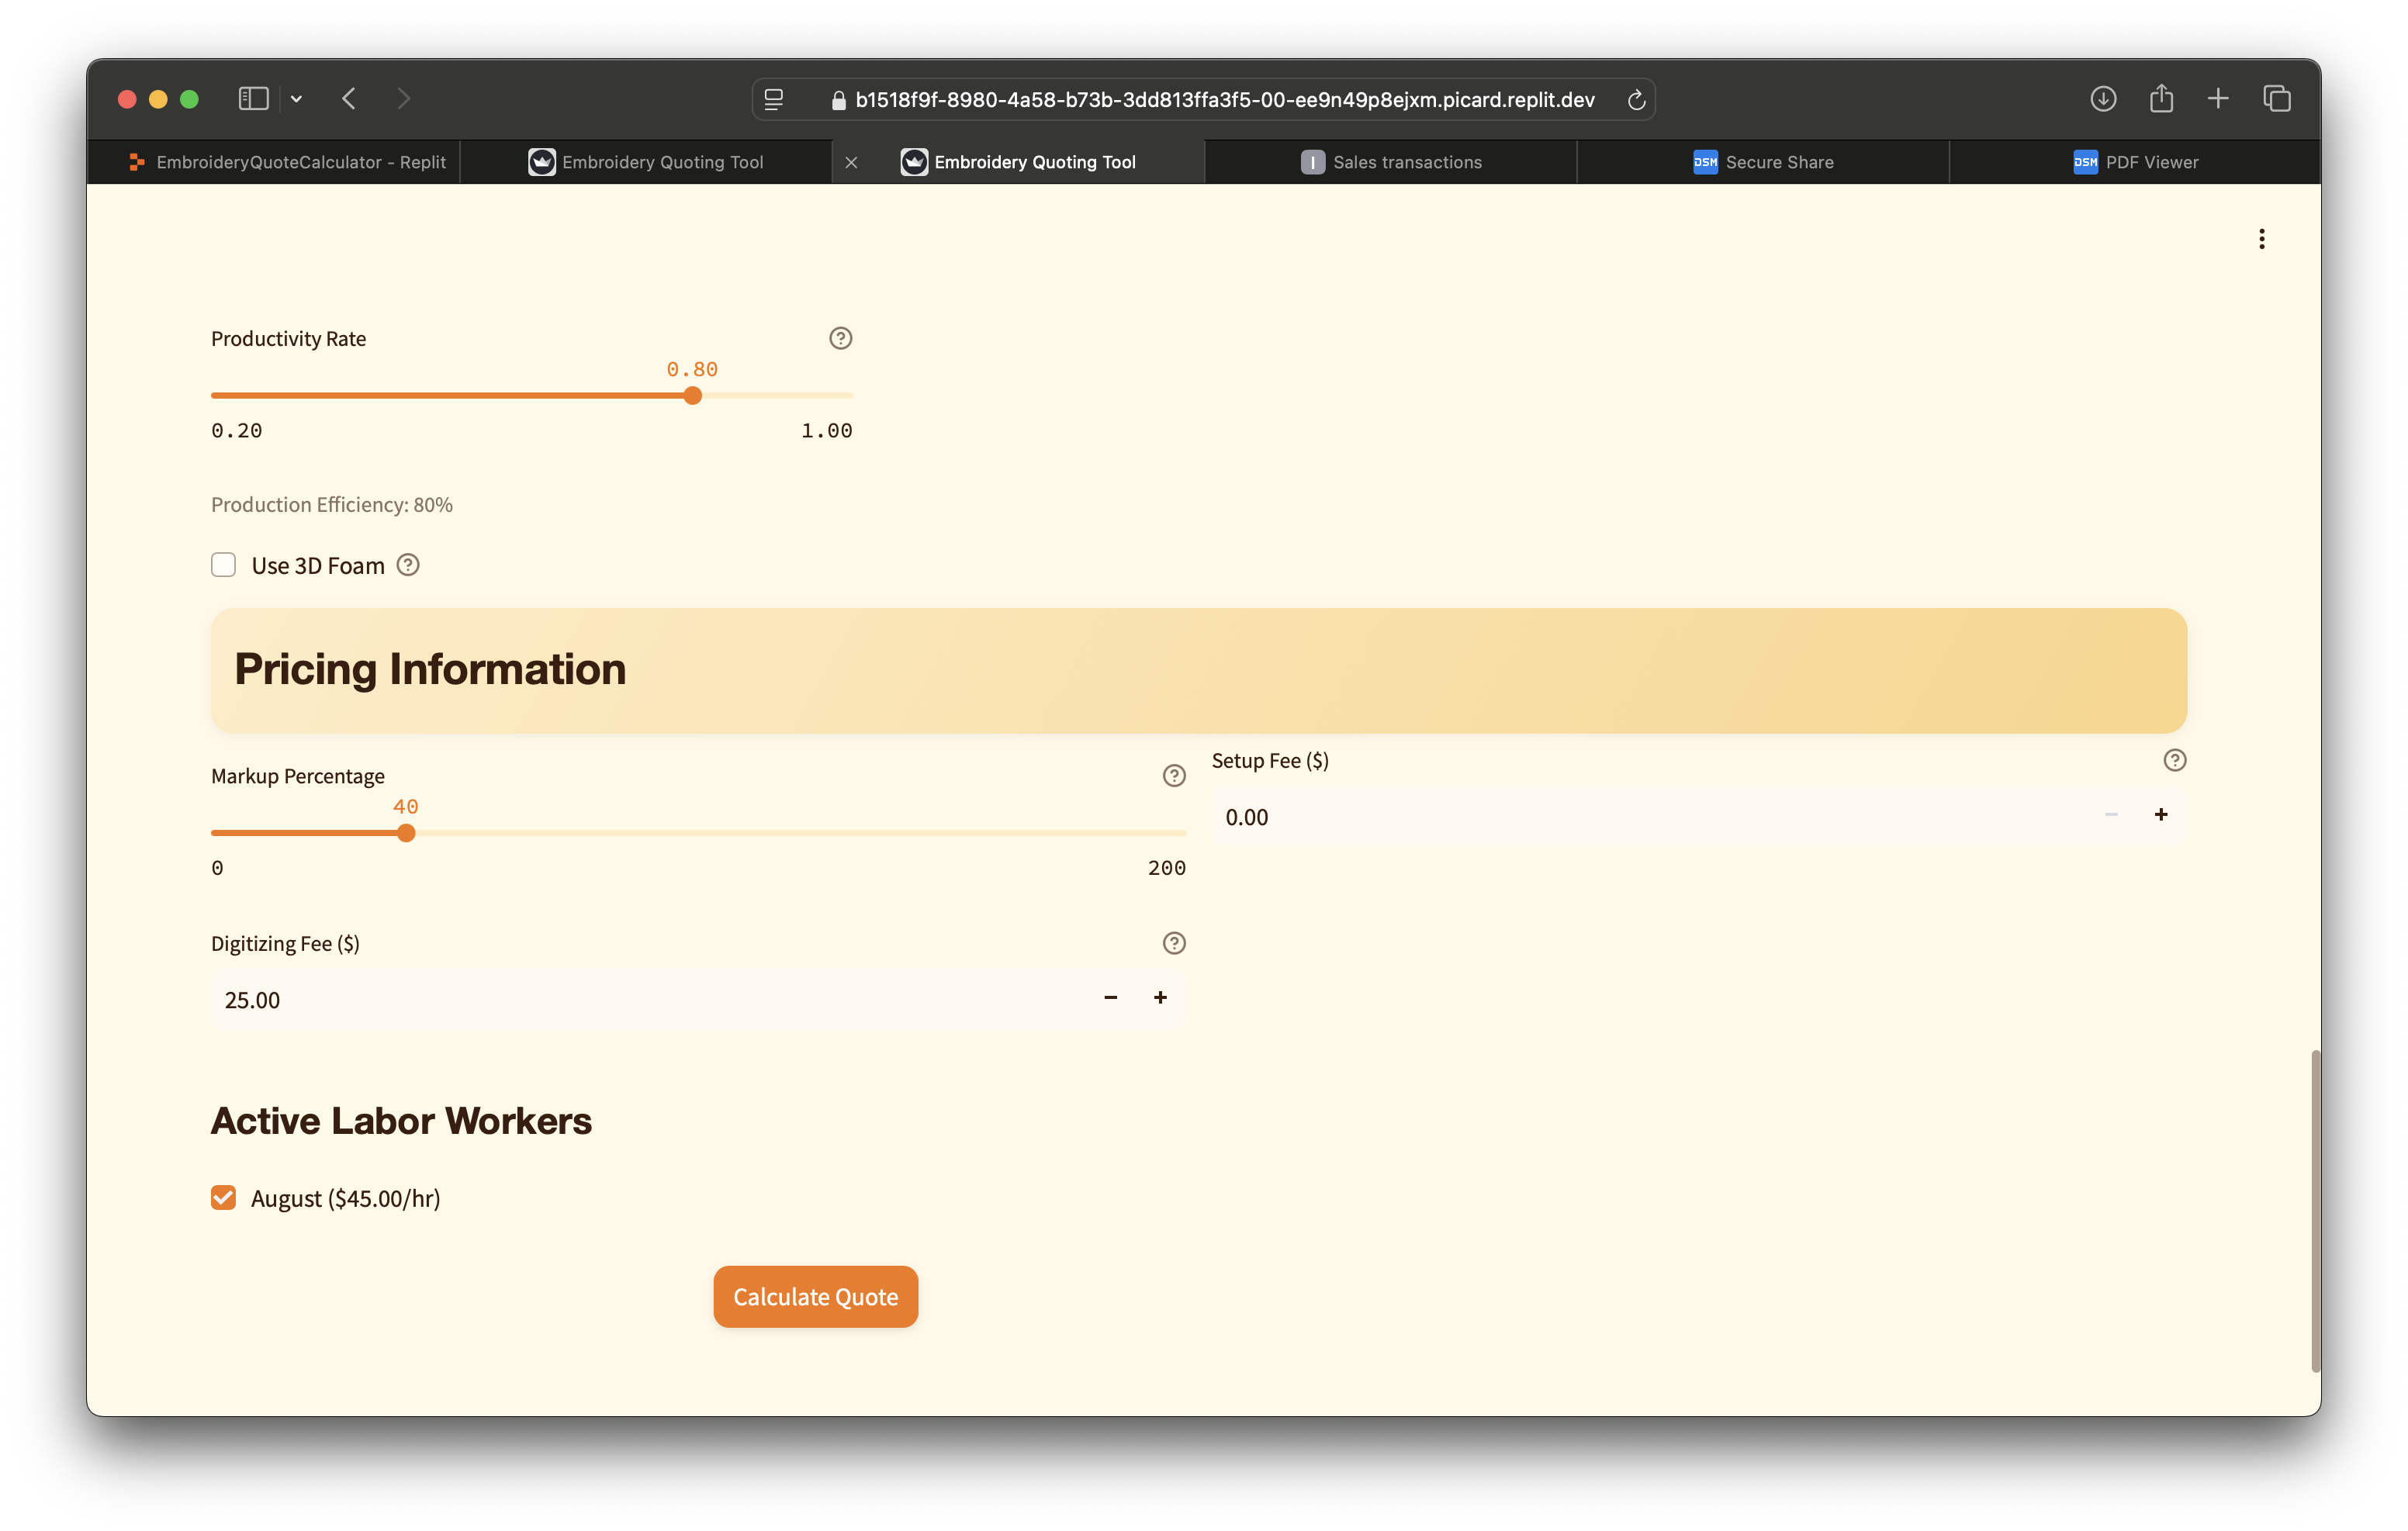 b1518f9f-8980-4a58-b73b-3dd813ffa3f5-00-ee9n49p8ejxm.picard.replit.dev
EmbroideryQuoteCalculator - Replit
Embroidery Quoting Tool
Embroidery Quoting Tool
I
Sales transactions
DSM
Secure Share
DSM
PDF Viewer
Productivity Rate
0.80
0.20
1.00
Production Efficiency: 80%
Use 3D Foam
Pricing Information
Markup Percentage
40
0
200
Setup Fee ($)
0.00
Digitizing Fee ($)
25.00
Active Labor Workers
August ($45.00/hr)
Calculate Quote